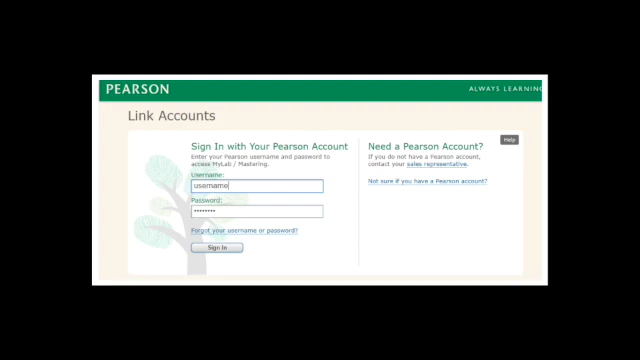 PEARSON
ALWAYS LEARNING
Link Accounts
Help
Sign In with Your Pearson Account
Enter your Pearson username and password to
access MyLab / Mastering.
Username:
username
Password:
********
Forgot your username or password?
Sign In
Need a Pearson Account?
If you do not have a Pearson account,
contact your sales representative.
Not sure if you have a Pearson account?